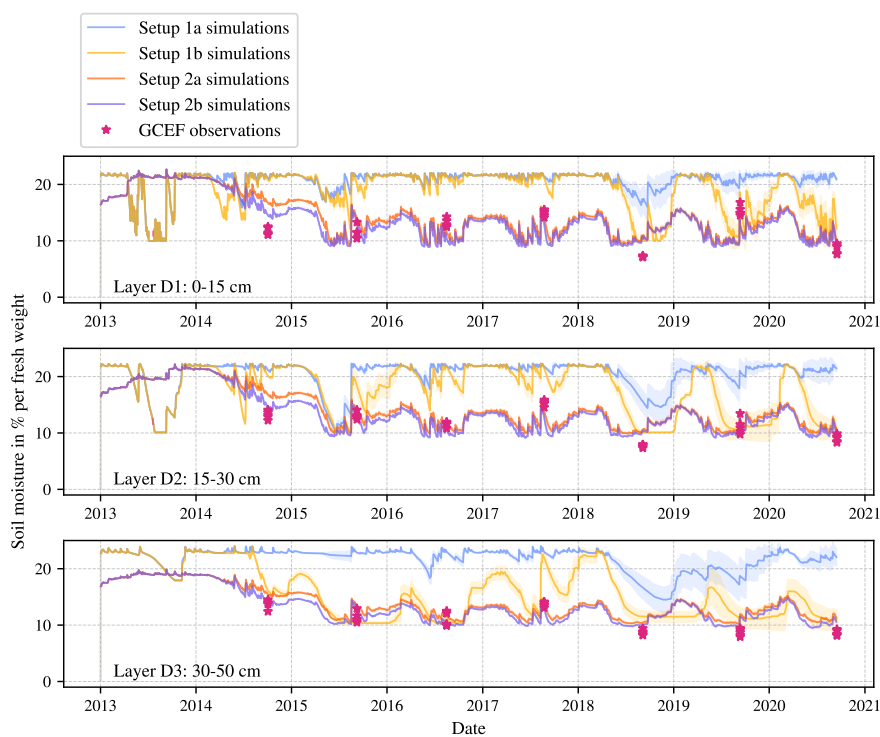 Setup 1a simulations
Setup 1b simulations
Setup 2a simulations
Setup 2b simulations
GCEF observations
Soil moisture in % per fresh weight
20
10
0
Layer D1: 0-15 cm
2013 2014 2015 2016 2017 2018 2019 2020 2021
20
10
0
Layer D2: 15-30 cm
2013 2014 2015 2016 2017 2018 2019 2020 2021
20
10
0
Layer D3: 30-50 cm
2013 2014 2015 2016 2017 2018 2019 2020 2021
Date